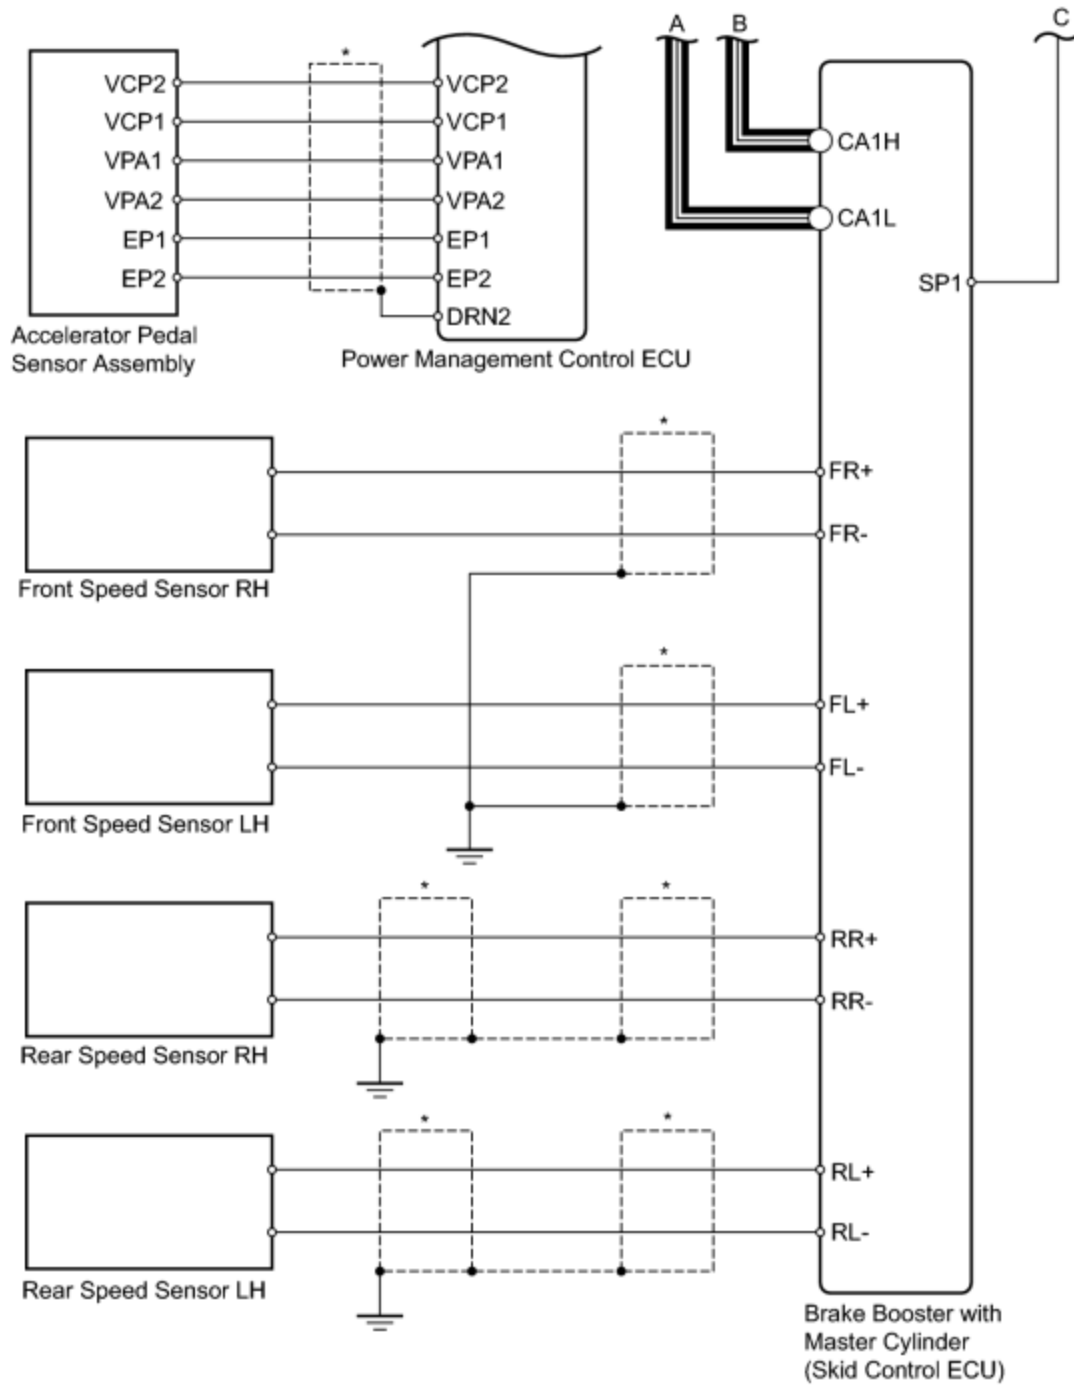 A
B
C
*
VCP2
VCP1
VPA1
VPA2
EP1
EP2
VCP2
VCP1
VPA1
VPA2
EP1
EP2
DRN2
Accelerator Pedal
Sensor Assembly
Power Management Control ECU
CA1H
CA1L
SP1
*
FR+
FR-
Front Speed Sensor RH
*
FL+
FL-
Front Speed Sensor LH
*
*
RR+
RR-
Rear Speed Sensor RH
*
*
RL+
RL-
Rear Speed Sensor LH
Brake Booster with
Master Cylinder
(Skid Control ECU)